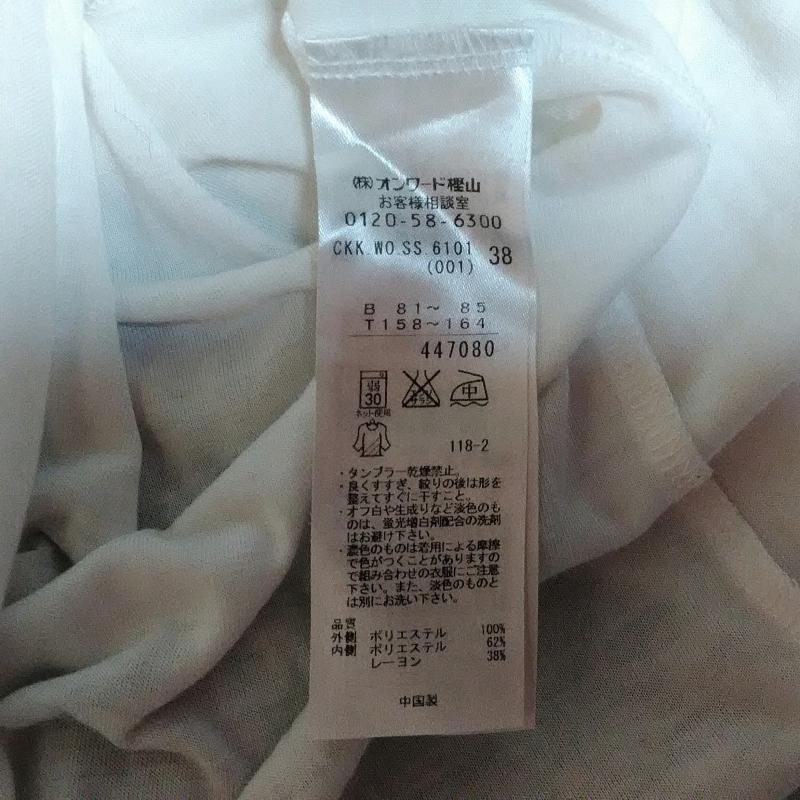 (株)オンワード樫山
お客様相談室
0120-58-6300
CKK.WO.SS.6101 38
(001)
B 81～ 85
T158～164
447080
弱
30
エンソサラシ
中
ネット使用
118-2
・タンブラー乾燥禁止。
・良くすすぎ、絞りの後は形を
整えてすぐに干すこと。
・オフ白や生成りなど淡色のも
のは、蛍光増白剤配合の洗剤
はお避け下さい。
・濃色のものは着用による摩擦
で色がつくことがありますの
で組み合わせの衣服にご注意
下さい。また、淡色のものと
は別にお洗い下さい。
品質
外側 ポリエステル 100%
内側 ポリエステル 62%
レーヨン 38%
中国製